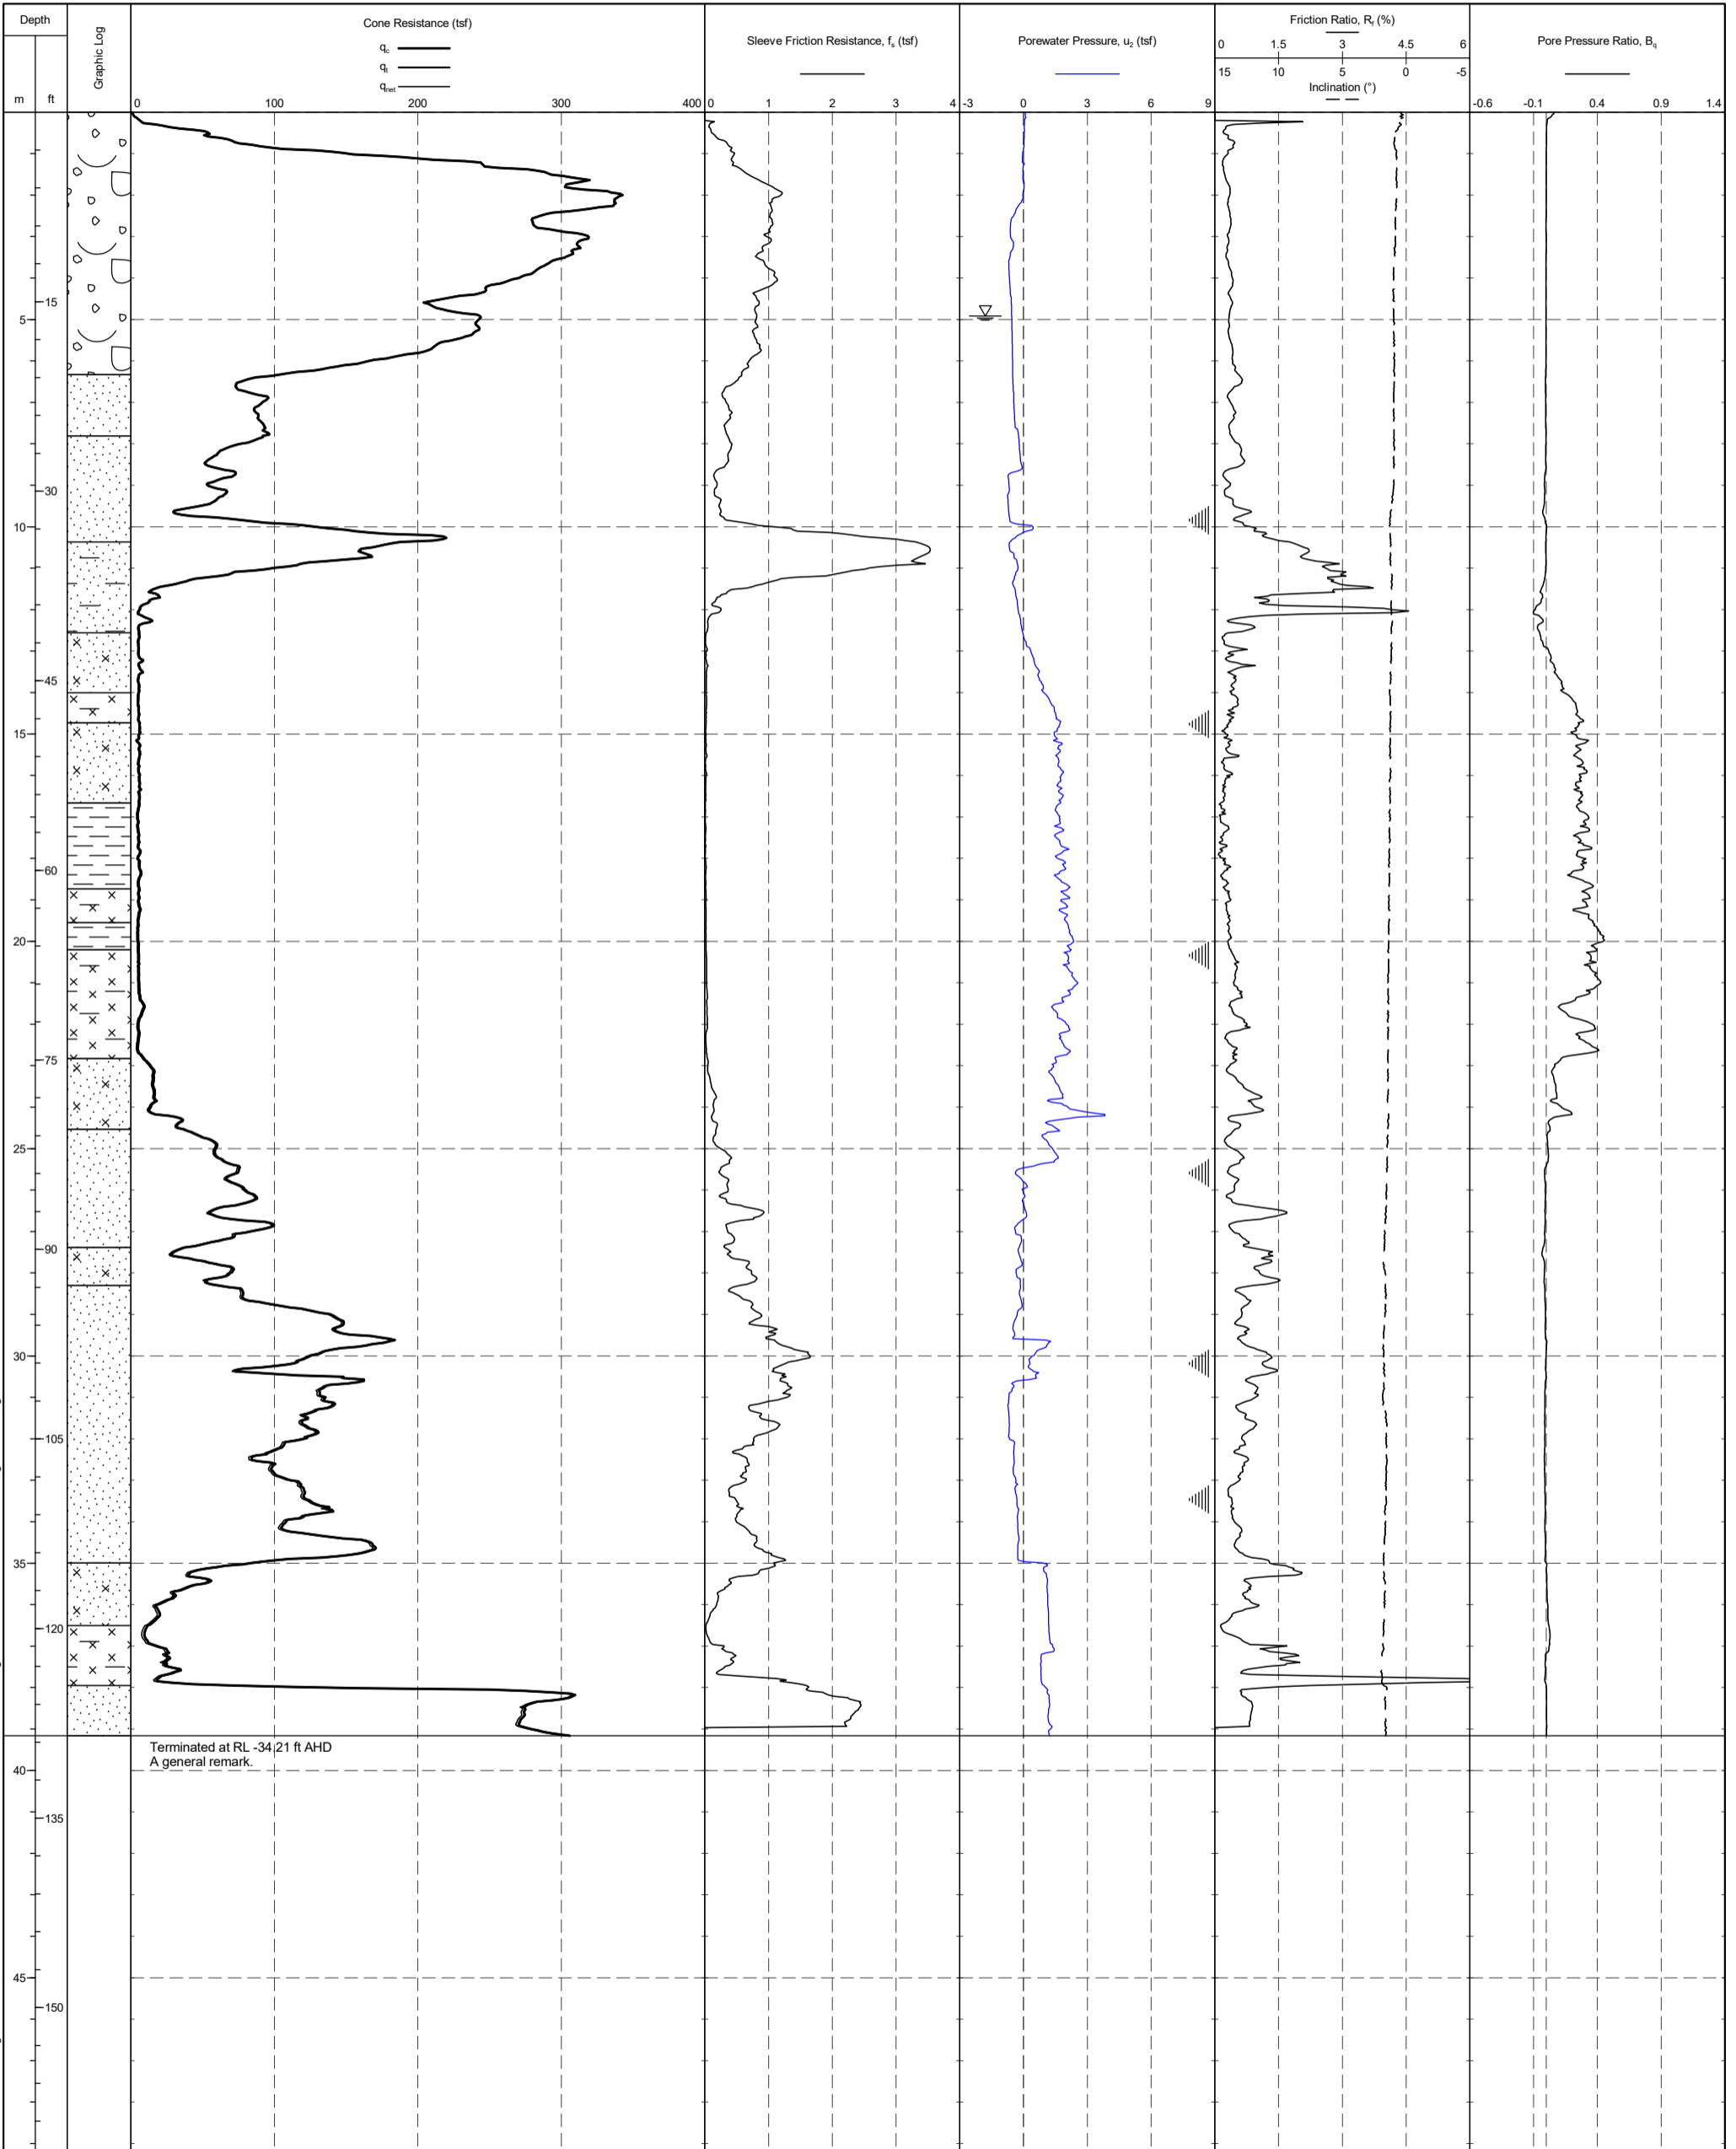 Depth
m
ft
Graphic Log
Cone Resistance (tsf)
qc
qt
qnet
0 100 200 300 400
Sleeve Friction Resistance, fs (tsf)
0 1 2 3 4
Porewater Pressure, u2 (tsf)
-3 0 3 6 9
Friction Ratio, Rf (%)
0 1.5 3 4.5 6
15 10 5 0 -5
Inclination (°)
Pore Pressure Ratio, Bq
-0.6 -0.1 0.4 0.9 1.4
15
5
30
10
45
15
60
20
75
25
90
30
105
35
120
Terminated at RL -34.21 ft AHD
A general remark.
40
135
45
150